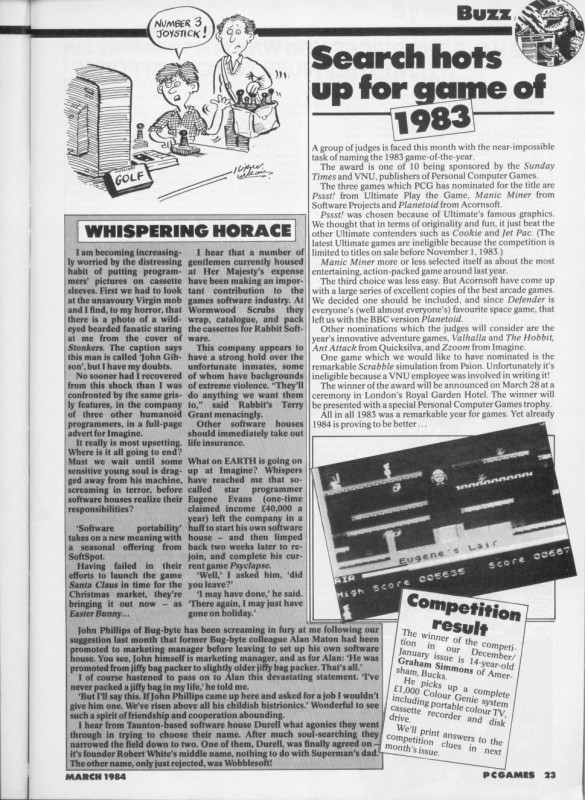 Buzz
NUMBER 3
JOYSTICK!
GOLF
Search hots
up for game of
1983
A group of judges is faced this month with the near-impossible
task of naming the 1983 game-of-the-year.
The award is one of 10 being sponsored by the Sunday
Times and VNU, publishers of Personal Computer Games.
The three games which PCG has nominated for the title are
Pssst! from Ultimate Play the Game, Manic Miner from
Software Projects and Planetoid from Acornsoft.
Pssst! was chosen because of Ultimate's famous graphics.
We thought that in terms of originality and fun, it just beat the
other Ultimate contenders such as Cookie and Jet Pac. (The
latest Ultimate games are ineligible because the competition is
limited to titles on sale before November 1, 1983.)
Manic Miner more or less selected itself as about the most
entertaining, action-packed game around last year.
The third choice was less easy. But Acornsoft have come up
with a large series of excellent copies of the best arcade games.
We decided one should be included, and since Defender is
everyone's (well almost everyone's) favourite space game, that
left us with the BBC version Planetoid.
Other nominations which the judges will consider are the
year's innovative adventure games, Valhalla and The Hobbit,
Ant Attack from Quicksilva, and Zzoom from Imagine.
One game which we would like to have nominated is the
remarkable Scrabble simulation from Psion. Unfortunately it's
ineligible because a VNU employee was involved in writing it!
The winner of the award will be announced on March 28 at a
ceremony in London's Royal Garden Hotel. The winner will
be presented with a special Personal Computer Games trophy.
All in all 1983 was a remarkable year for games. Yet already
1984 is proving to be better ...
WHISPERING HORACE
I am becoming increasing-
ly worried by the distressing
habit of putting program-
mers' pictures on cassette
sleeves. First we had to look
at the unsavoury Virgin mob
and I find, to my horror, that
there is a photo of a wild-
eyed bearded fanatic staring
at me from the cover of
Stonkers. The caption says
this man is called 'John Gib-
son', but I have my doubts.
No sooner had I recovered
from this shock than I was
confronted by the same gris-
ly features, in the company
of three other humanoid
programmers, in a full-page
advert for Imagine.
It really is most upsetting.
Where is it all going to end?
Must we wait until some
sensitive young soul is drag-
ged away from his machine,
screaming in terror, before
software houses realize their
responsibilities?
'Software portability'
takes on a new meaning with
a seasonal offering from
SoftSpot.
Having failed in their
efforts to launch the game
Santa Claus in time for the
Christmas market, they're
bringing it out now – as
Easter Bunny...
I hear that a number of
gentlemen currently housed
at Her Majesty's expense
have been making an impor-
tant contribution to the
games software industry. At
Wormwood Scrubs they
wrap, catalogue, and pack
the cassettes for Rabbit Soft-
ware.
This company appears to
have a strong hold over the
unfortunate inmates, some
of whom have backgrounds
of extreme violence. "They'll
do anything we want them
to," said Rabbit's Terry
Grant menacingly.
Other software houses
should immediately take out
life insurance.
What on EARTH is going on
up at Imagine? Whispers
have reached me that so-
called star programmer
Eugene Evans (one-time
claimed income £40,000 a
year) left the company in a
huff to start his own software
house – and then limped
back two weeks later to re-
join, and complete his cur-
rent game Psyclapse.
'Well,' I asked him, 'did
you leave?'
'I may have done,' he said.
'There again, I may just have
gone on holiday.'
John Phillips of Bug-byte has been screaming in fury at me following our
suggestion last month that former Bug-byte colleague Alan Maton had been
promoted to marketing manager before leaving to set up his own software
house. You see, John himself is marketing manager, and as for Alan: 'He was
promoted from jiffy bag packer to slightly older jiffy bag packer. That's all.'
I of course hastened to pass on to Alan this devastating statement. 'I've
never packed a jiffy bag in my life,' he told me.
'But I'll say this. If John Phillips came up here and asked for a job I wouldn't
give him one. We've risen above all his childish histrionics.' Wonderful to see
such a spirit of friendship and cooperation abounding.
I hear from Taunton-based software house Durell what agonies they went
through in trying to choose their name. After much soul-searching they
narrowed the field down to two. One of them, Durell, was finally agreed on –
it's founder Robert White's middle name, nothing to do with Superman's dad.
The other name, only just rejected, was Wobblesoft!
Eugene's Lair
AIR
High Score 005635 Score 00667
Competition
result
The winner of the competi-
tion in our December/
January issue is 14-year-old
Graham Simmons of Amer-
sham, Bucks.
He picks up a complete
£1,000 Colour Genie system
including portable colour TV,
cassette recorder and disk
drive.
We'll print answers to the
competition clues in next
month's issue.
MARCH 1984
PCGAMES 23